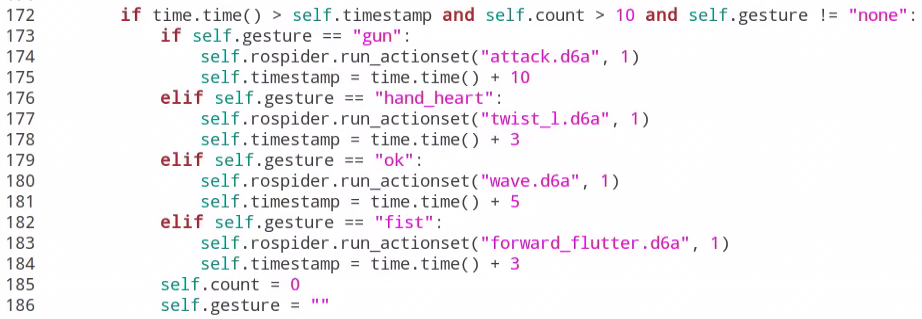 172         if time.time() > self.timestamp and self.count > 10 and self.gesture != "none":
173             if self.gesture == "gun":
174                 self.rospider.run_actionset("attack.d6a", 1)
175                 self.timestamp = time.time() + 10
176             elif self.gesture == "hand_heart":
177                 self.rospider.run_actionset("twist_l.d6a", 1)
178                 self.timestamp = time.time() + 3
179             elif self.gesture == "ok":
180                 self.rospider.run_actionset("wave.d6a", 1)
181                 self.timestamp = time.time() + 5
182             elif self.gesture == "fist":
183                 self.rospider.run_actionset("forward_flutter.d6a", 1)
184                 self.timestamp = time.time() + 3
185             self.count = 0
186             self.gesture = ""